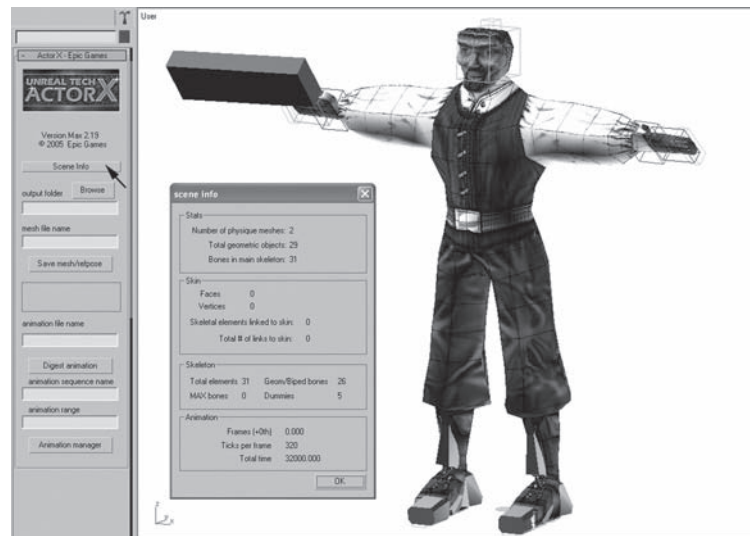 User
- ActorX - Epic Games
UNREAL TECH
ACTORX
Version Max 2.19
© 2005 Epic Games
Scene Info
output folder
Browse
mesh file name
Save mesh/refpose
animation file name
Digest animation
animation sequence name
animation range
Animation manager
scene info
Stats
Number of physique meshes: 2
Total geometric objects: 29
Bones in main skeleton: 31
Skin
Faces 0
Vertices 0
Skeletal elements linked to skin: 0
Total # of links to skin: 0
Skeleton
Total elements 31 Geom/Biped bones 26
MAX bones 0 Dummies 5
Animation
Frames (+0th) 0.000
Ticks per frame 320
Total time 32000.000
OK
z
x